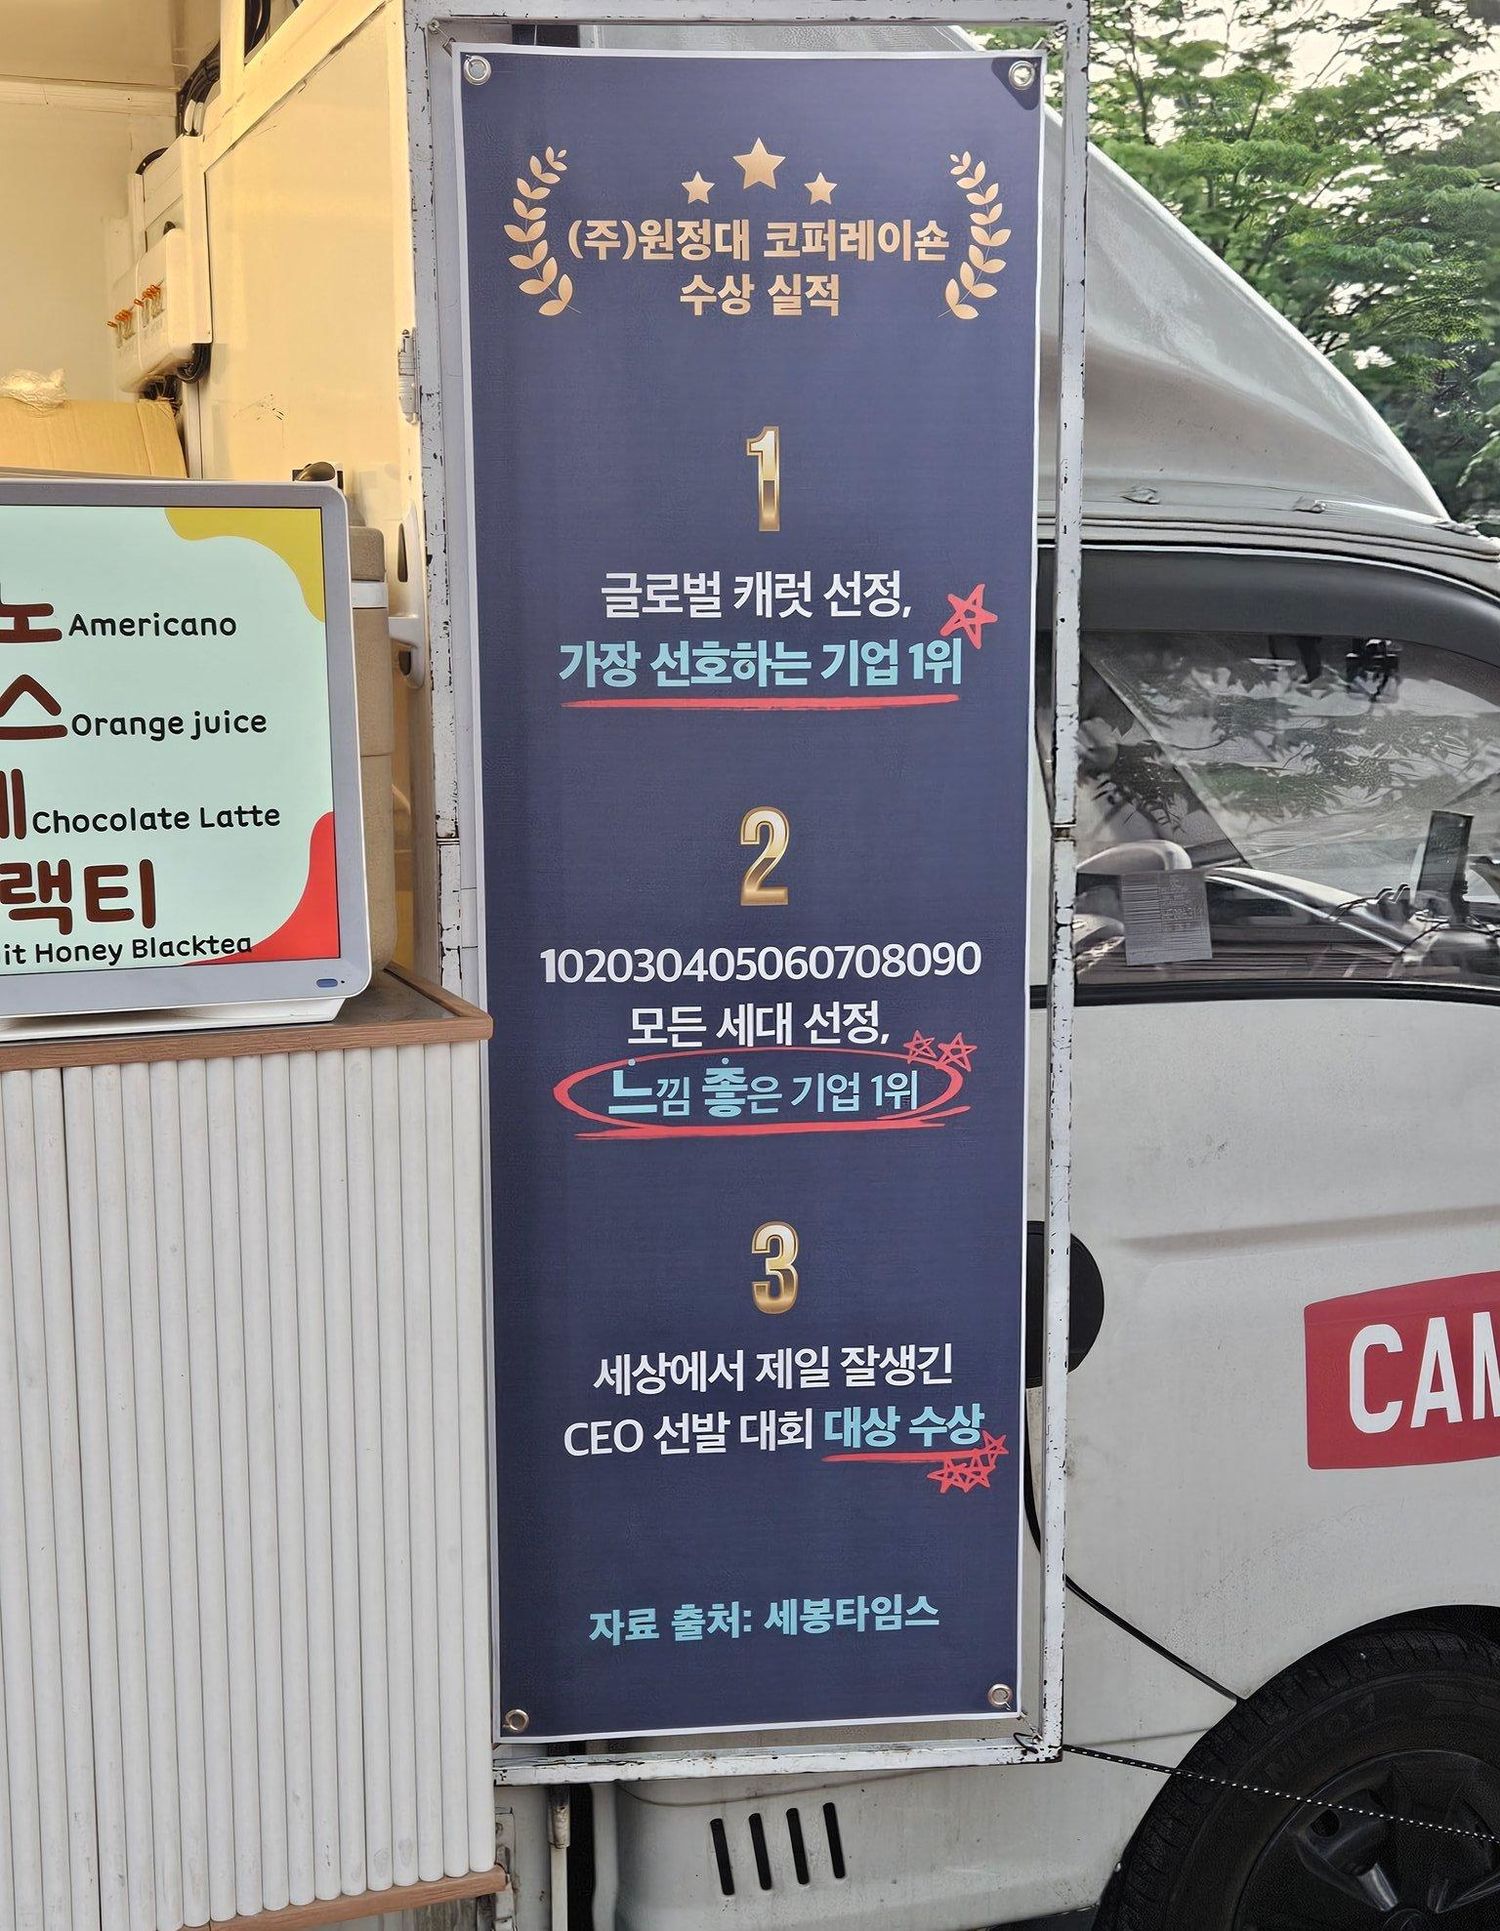 (주)원정대 코퍼레이숀
수상 실적
1
글로벌 캐럿 선정,
가장 선호하는 기업 1위
2
102030405060708090
모든 세대 선정,
느낌 좋은 기업 1위
3
세상에서 제일 잘생긴
CEO 선발 대회 대상 수상
자료 출처: 세봉타임스
노 Americano
스 Orange juice
Chocolate Latte
랙티
it Honey Blacktea
CAM